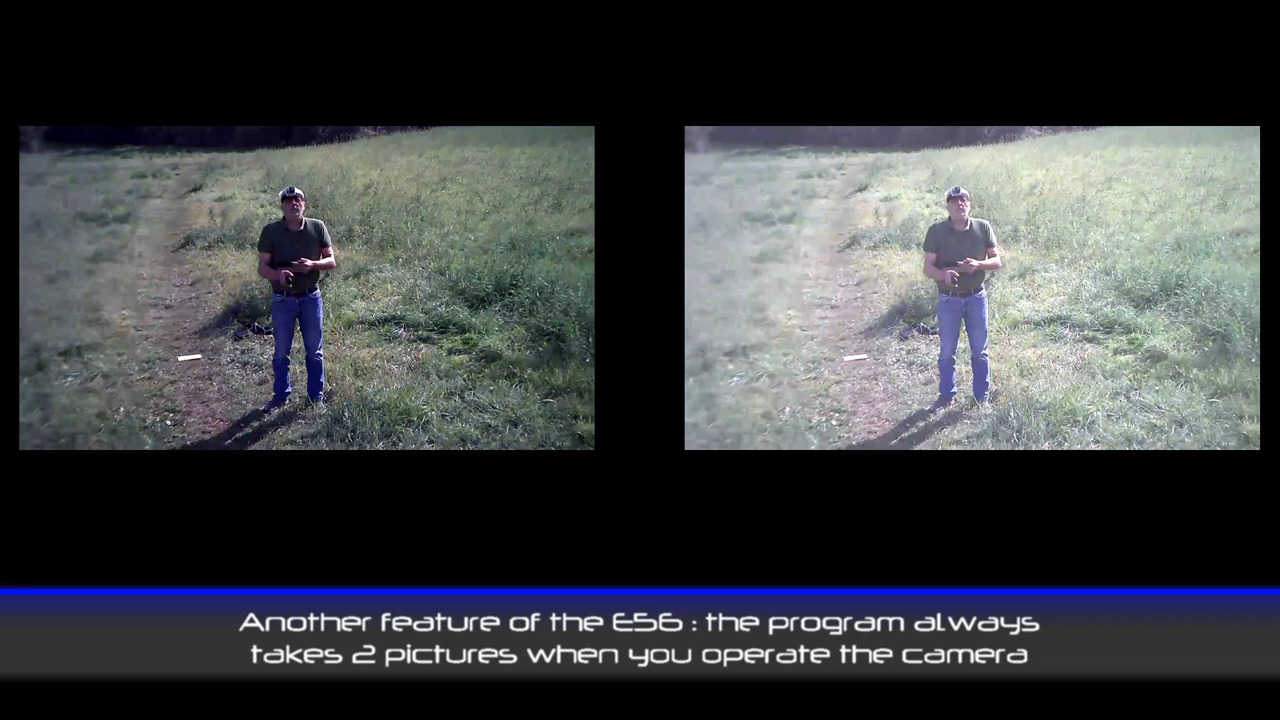 Another feature of the E56 : the program always
takes 2 pictures when you operate the camera